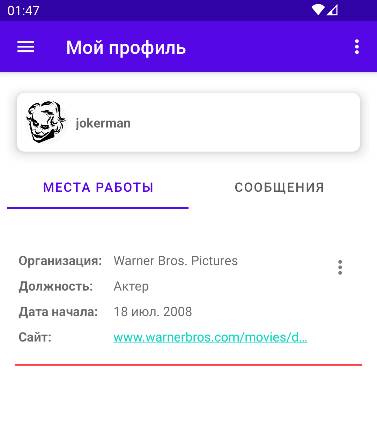 01:47
Мой профиль
jokerman
МЕСТА РАБОТЫ
СООБЩЕНИЯ
Организация: Warner Bros. Pictures
Должность: Актер
Дата начала: 18 июл. 2008
Сайт: www.warnerbros.com/movies/d...